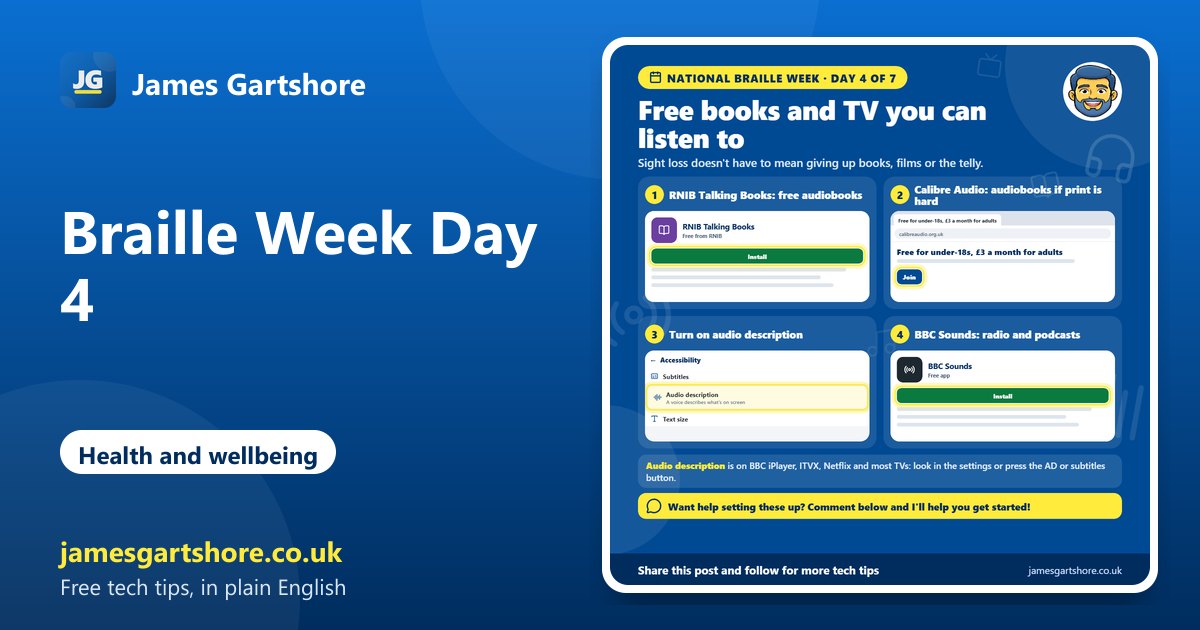 JG
James Gartshore
Braille Week Day
4
Health and wellbeing
jamesgartshore.co.uk
Free tech tips, in plain English
NATIONAL BRAILLE WEEK · DAY 4 OF 7
Free books and TV you can
listen to
Sight loss doesn't have to mean giving up books, films or the telly.
1 RNIB Talking Books: free audiobooks
RNIB Talking Books
Free from RNIB
Install
2 Calibre Audio: audiobooks if print is
hard
Free for under-18s, £3 a month for adults
calibreaudio.org.uk
Free for under-18s, £3 a month for adults
Join
3 Turn on audio description
← Accessibility
Subtitles
Audio description
A voice describes what's on screen
Text size
4 BBC Sounds: radio and podcasts
BBC Sounds
Free app
Install
Audio description is on BBC iPlayer, ITVX, Netflix and most TVs: look in the settings or press the AD or subtitles
button.
Want help setting these up? Comment below and I'll help you get started!
Share this post and follow for more tech tips
jamesgartshore.co.uk